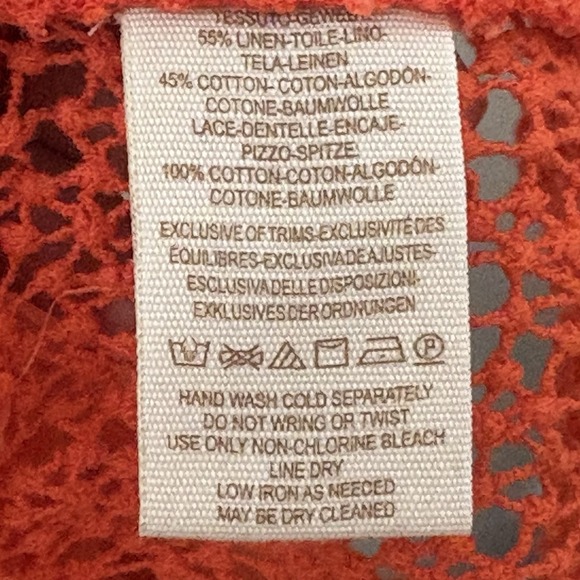 TESSUTO-GEWEBE
55% LINEN-TOILE-LINO-
TELA-LEINEN
45% COTTON- COTON-ALGODÓN-
COTONE-BAUMWOLLE
LACE-DENTELLE-ENCAJE-
PIZZO-SPITZE
100% COTTON-COTON-ALGODÓN-
COTONE-BAUMWOLLE
EXCLUSIVE OF TRIMS-EXCLUSIVITÉ DES
ÉQUILIBRES-EXCLUSIVA DE AJUSTES-
ESCLUSIVA DELLE DISPOSIZIONI-
EXKLUSIVES DER ORDNUNGEN
P
HAND WASH COLD SEPARATELY
DO NOT WRING OR TWIST
USE ONLY NON-CHLORINE BLEACH
LINE DRY
LOW IRON AS NEEDED
MAY BE DRY CLEANED